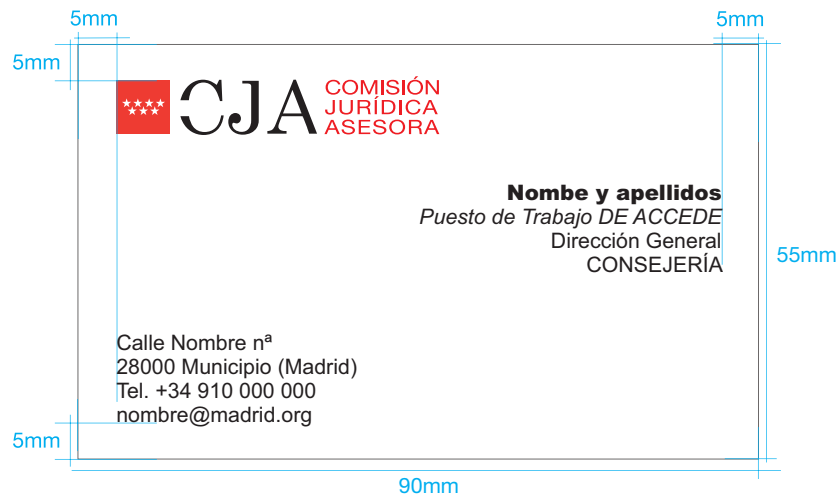 5mm
5mm
5mm
CJA
COMISIÓN
JURÍDICA
ASESORA
Nombe y apellidos
Puesto de Trabajo DE ACCEDE
Dirección General
CONSEJERÍA
55mm
Calle Nombre nª
28000 Municipio (Madrid)
Tel. +34 910 000 000
nombre@madrid.org
5mm
90mm